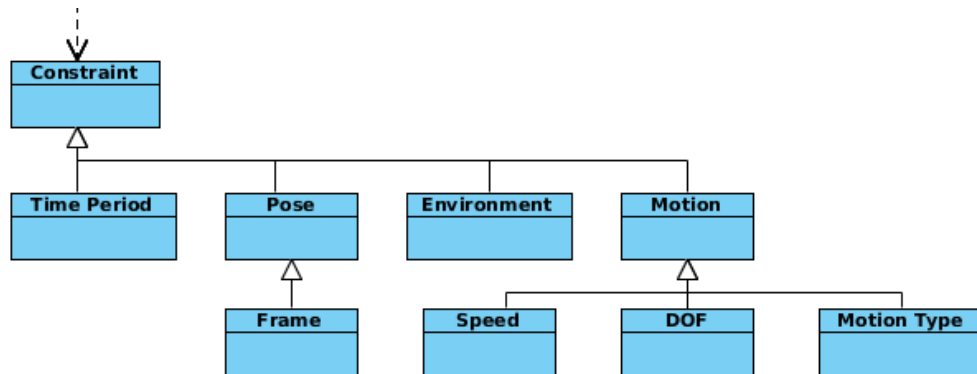 Constraint
Time Period
Pose
Environment
Motion
Frame
Speed
DOF
Motion Type